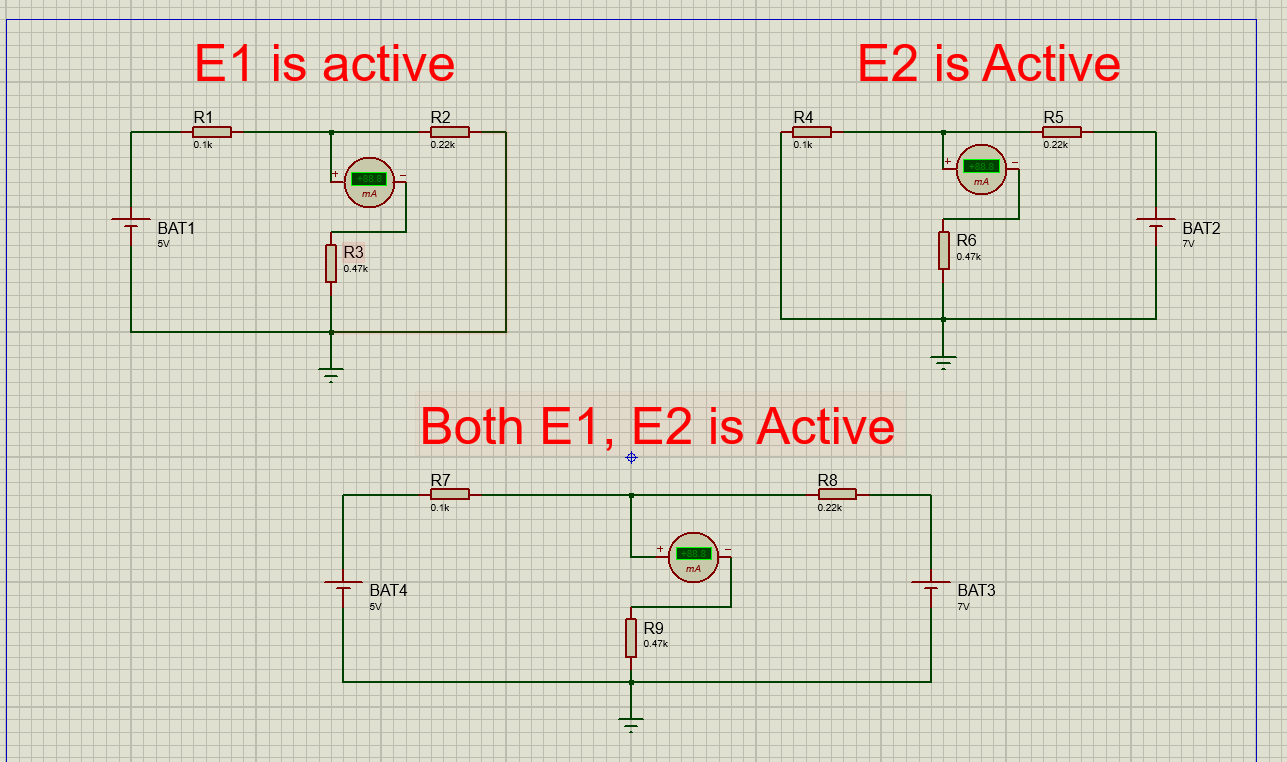 E1 is active
E2 is Active
R1
0.1k
R2
0.22k
+88.8
mA
+
−
BAT1
5V
R3
0.47k
R4
0.1k
R5
0.22k
+88.8
mA
+
−
R6
0.47k
BAT2
7V
Both E1, E2 is Active
R7
0.1k
R8
0.22k
+88.8
mA
+
−
BAT4
5V
BAT3
7V
R9
0.47k